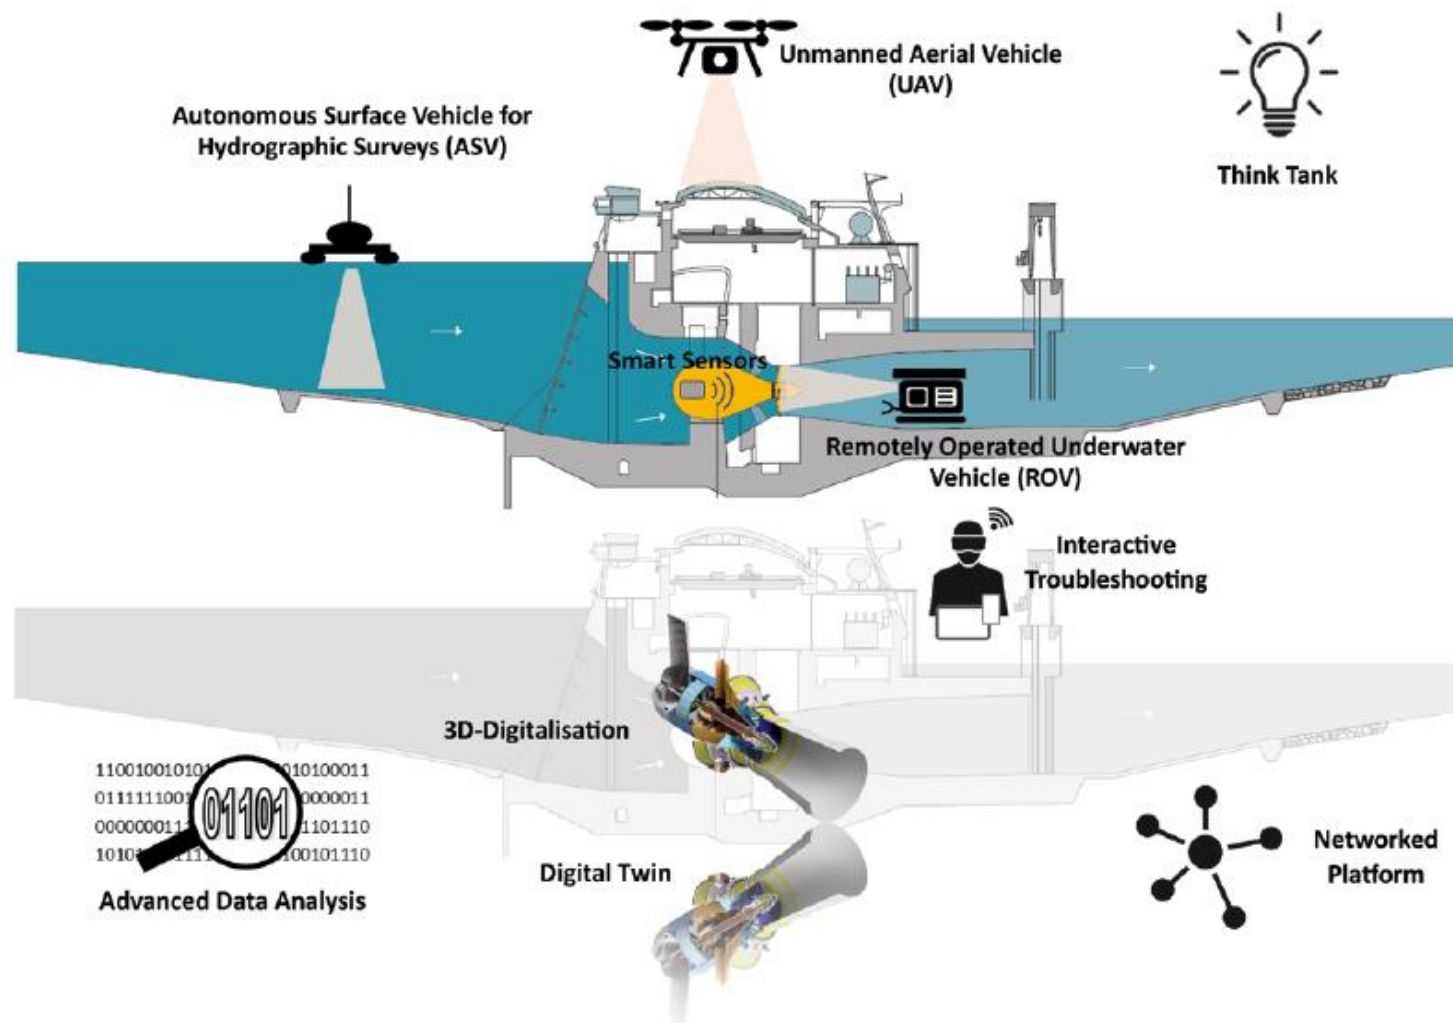 Unmanned Aerial Vehicle
(UAV)
Autonomous Surface Vehicle for
Hydrographic Surveys (ASV)
Think Tank
Smart Sensors
Remotely Operated Underwater
Vehicle (ROV)
Interactive
Troubleshooting
3D-Digitalisation
01101
Advanced Data Analysis
Digital Twin
Networked
Platform